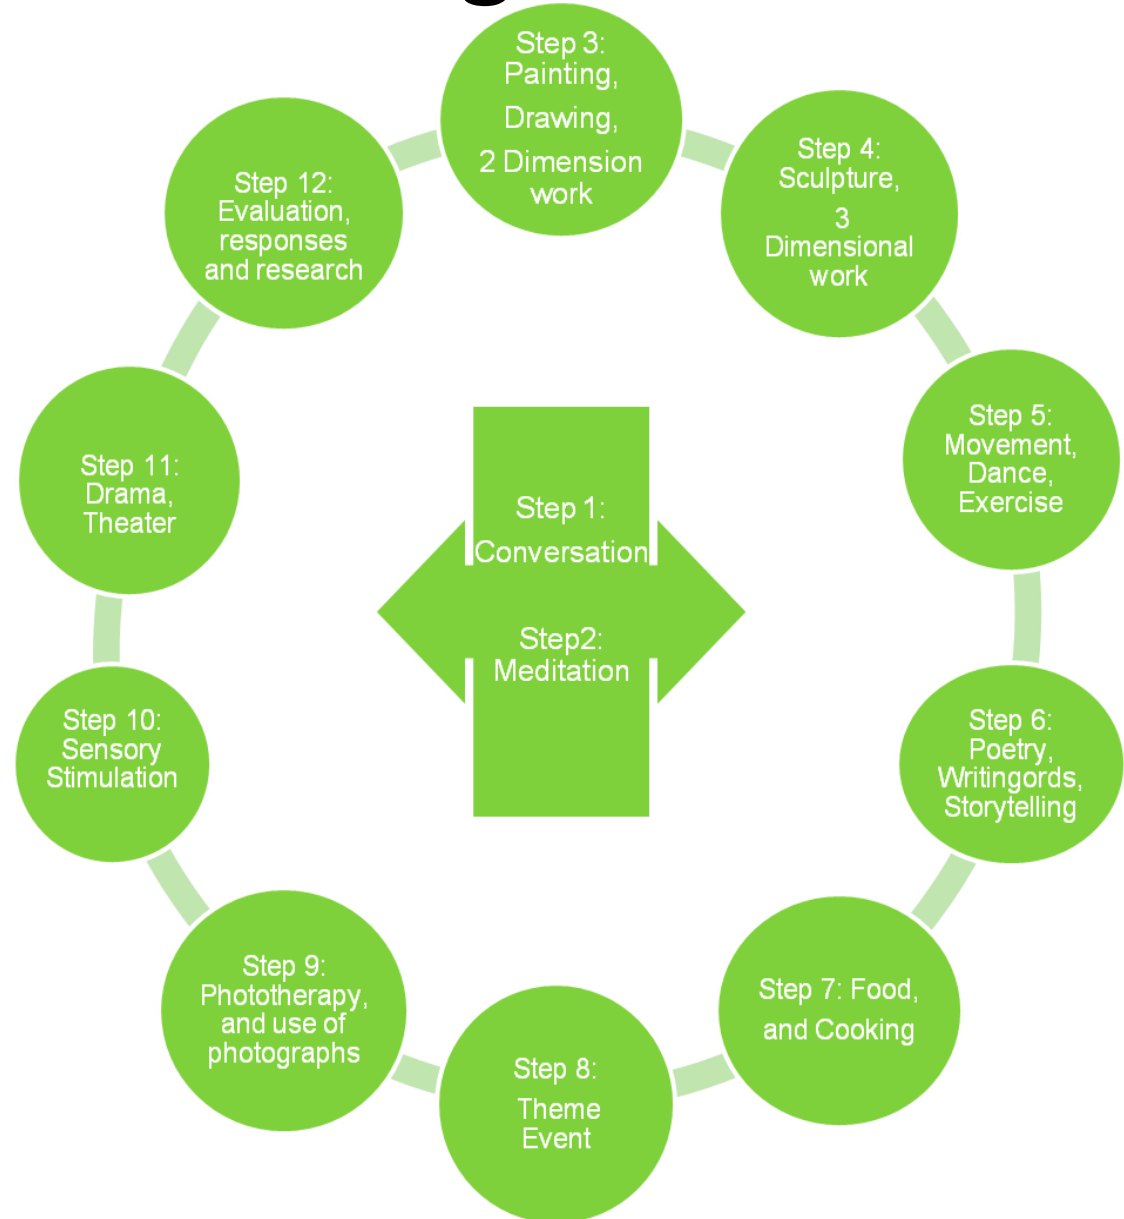 Step 1:
Conversation
Step2:
Meditation
Step 3:
Painting,
Drawing,
2 Dimension
work
Step 4:
Sculpture,
3
Dimensional
work
Step 5:
Movement,
Dance,
Exercise
Step 6:
Poetry,
Writingords,
Storytelling
Step 7: Food,
and Cooking
Step 8:
Theme
Event
Step 9:
Phototherapy,
and use of
photographs
Step 10:
Sensory
Stimulation
Step 11:
Drama,
Theater
Step 12:
Evaluation,
responses
and research